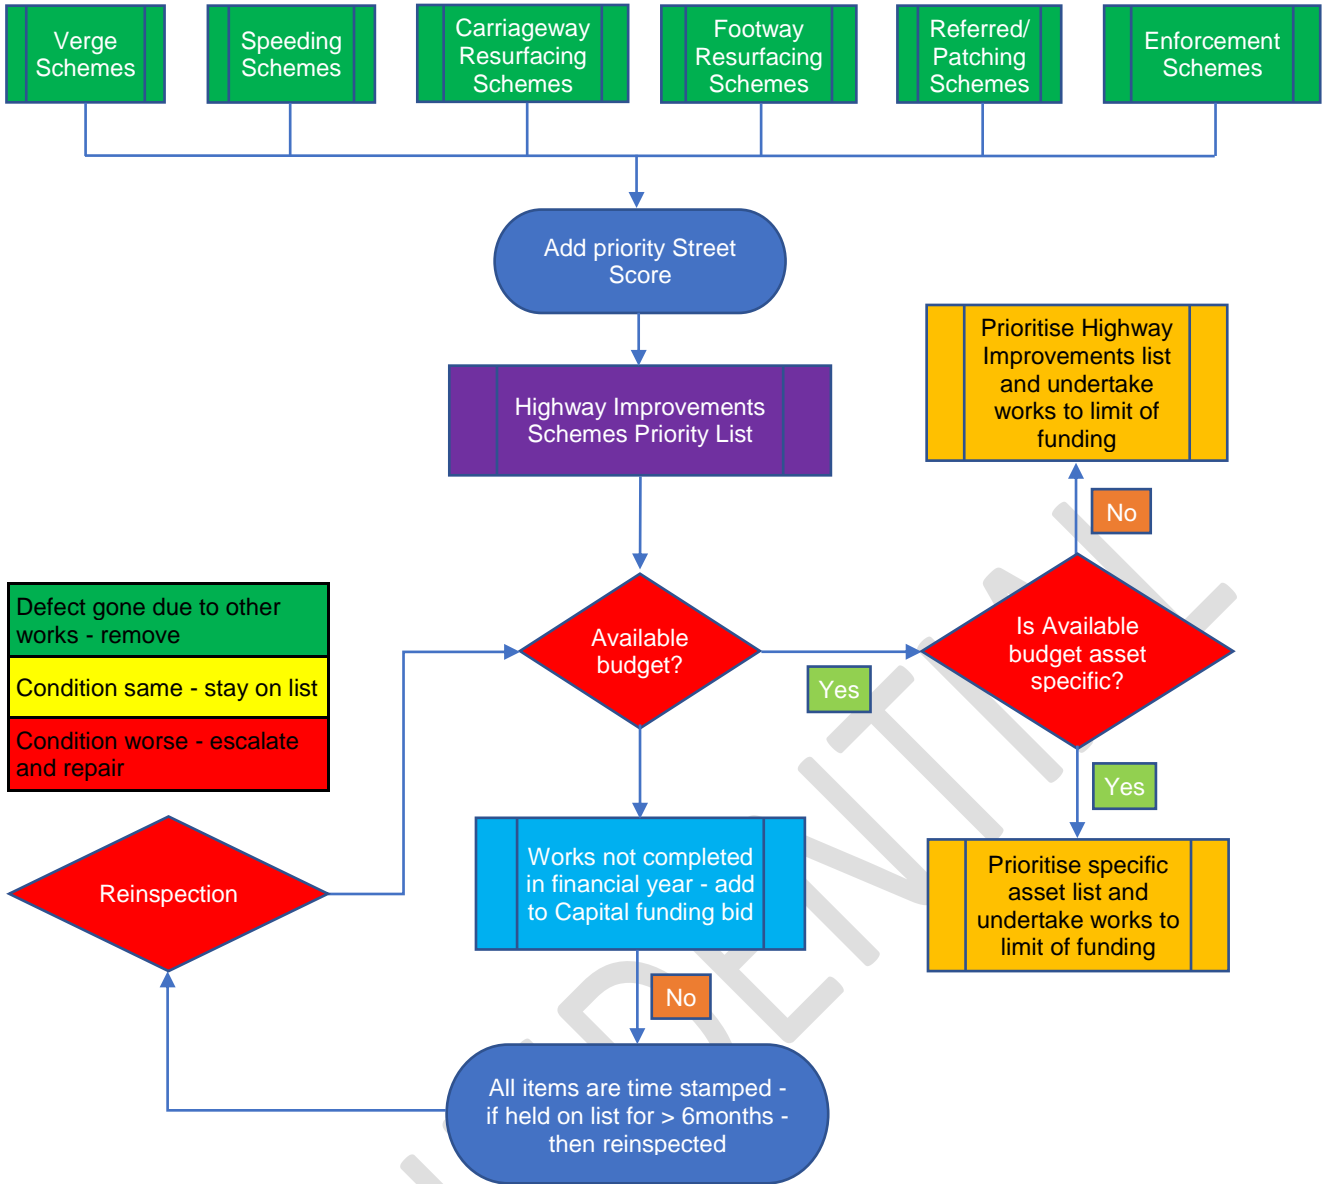 Verge
Schemes
Speeding
Schemes
Carriageway
Resurfacing
Schemes
Footway
Resurfacing
Schemes
Referred/
Patching
Schemes
Enforcement
Schemes
Add priority Street
Score
Prioritise Highway
Improvements list
and undertake
works to limit of
funding
Highway Improvements
Schemes Priority List
No
Defect gone due to other
works - remove
Condition same - stay on list
Condition worse - escalate
and repair
Available
budget?
Yes
Is Available
budget asset
specific?
Yes
Reinspection
Works not completed
in financial year - add
to Capital funding bid
Prioritise specific
asset list and
undertake works to
limit of funding
No
All items are time stamped -
if held on list for > 6months -
then reinspected